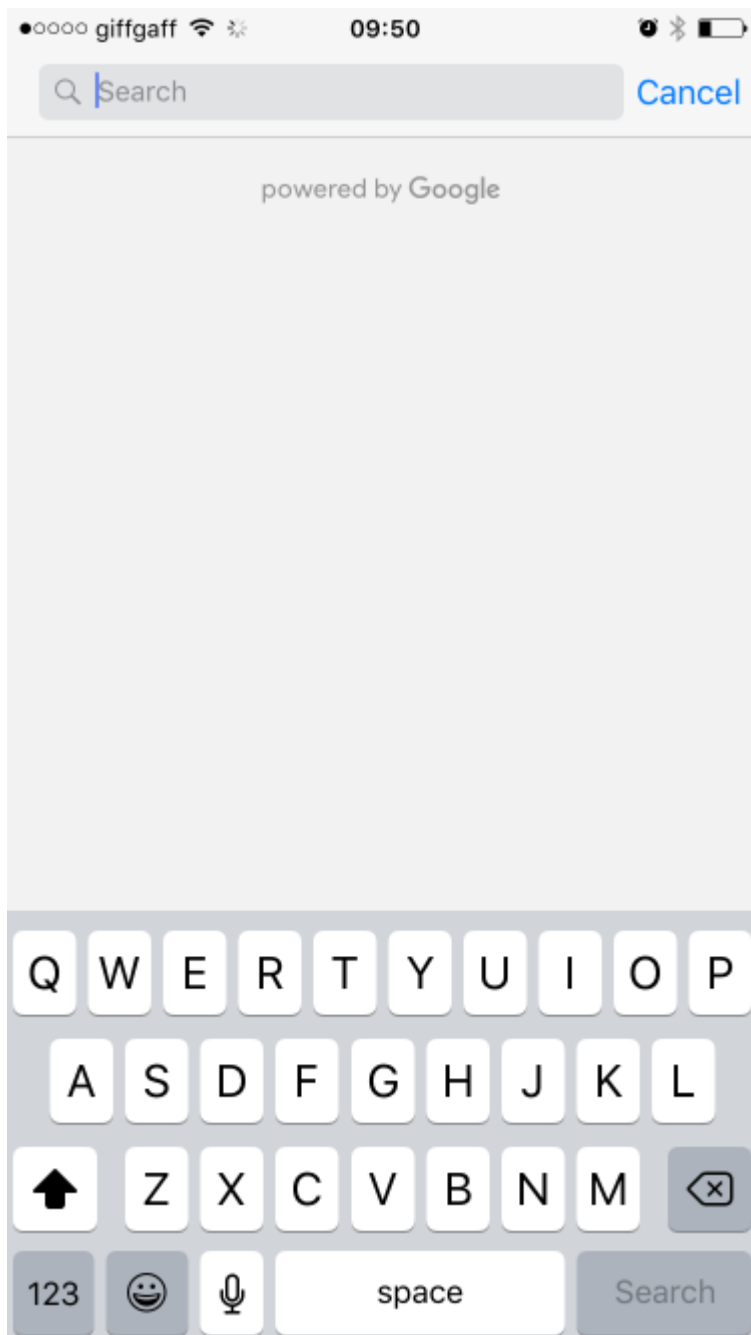 giffgaff 09:50
Search Cancel
powered by Google
Q W E R T Y U I O P
A S D F G H J K L
Z X C V B N M
123 space Search